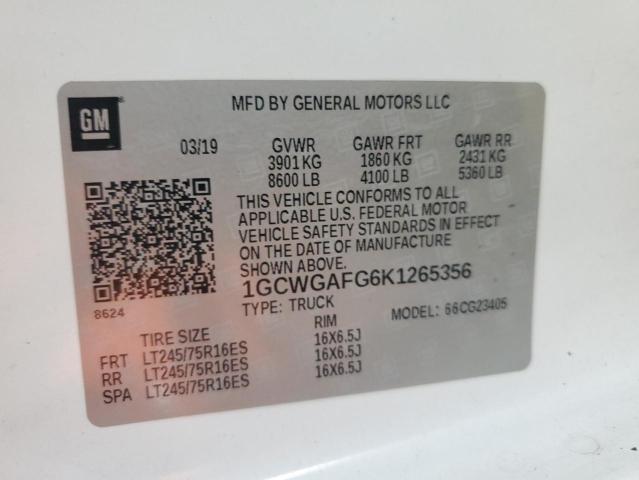 GM
MFD BY GENERAL MOTORS LLC
03/19 GVWR GAWR FRT GAWR RR
3901 KG 1860 KG 2431 KG
8600 LB 4100 LB 5360 LB
THIS VEHICLE CONFORMS TO ALL
APPLICABLE U.S. FEDERAL MOTOR
VEHICLE SAFETY STANDARDS IN EFFECT
ON THE DATE OF MANUFACTURE
SHOWN ABOVE.
1GCWGAFG6K1265356
8624
TYPE: TRUCK MODEL: 66CG23405
TIRE SIZE RIM
FRT LT245/75R16ES 16X6.5J
RR LT245/75R16ES 16X6.5J
SPA LT245/75R16ES 16X6.5J